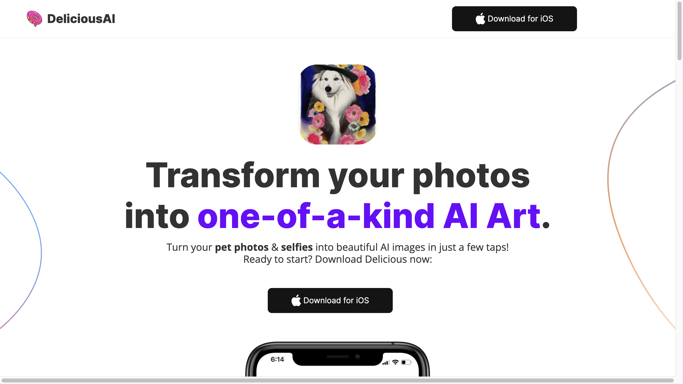 DeliciousAI
Download for iOS
Transform your photos
into one-of-a-kind AI Art.
Turn your pet photos & selfies into beautiful AI images in just a few taps!
Ready to start? Download Delicious now:
Download for iOS
6:14